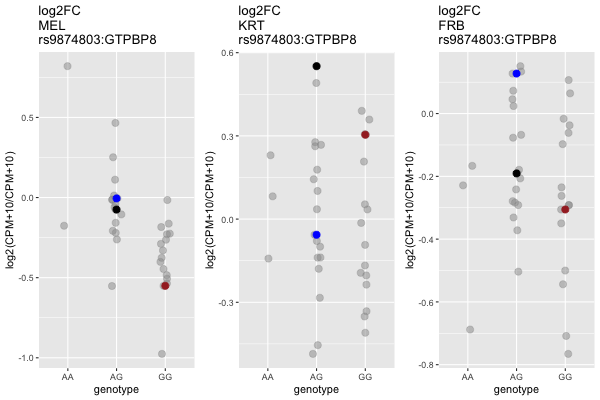 log2FC
MEL
rs9874803:GTPBP8
log2(CPM+10/CPM+10)
0.5
0.0
-0.5
-1.0
AA AG GG
genotype
log2FC
KRT
rs9874803:GTPBP8
log2(CPM+10/CPM+10)
0.6
0.3
0.0
-0.3
AA AG GG
genotype
log2FC
FRB
rs9874803:GTPBP8
log2(CPM+10/CPM+10)
0.0
-0.2
-0.4
-0.6
-0.8
AA AG GG
genotype